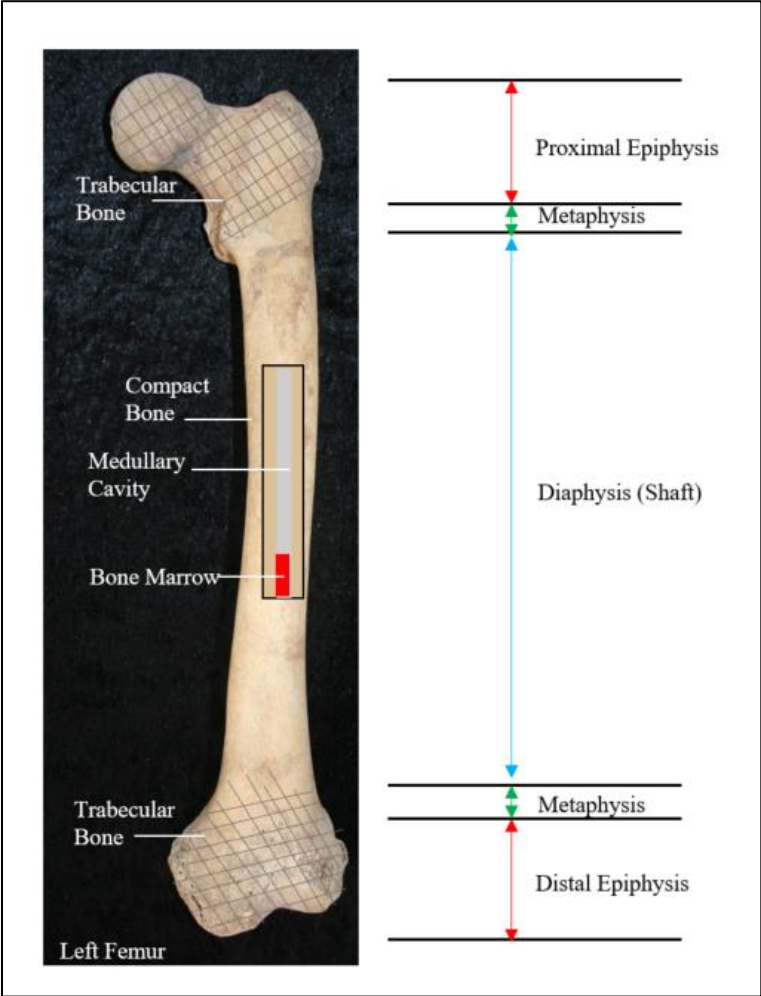 Proximal Epiphysis
Trabecular
Bone
Metaphysis
Compact
Bone
Medullary
Cavity
Diaphysis (Shaft)
Bone Marrow
Trabecular
Bone
Metaphysis
Distal Epiphysis
Left Femur